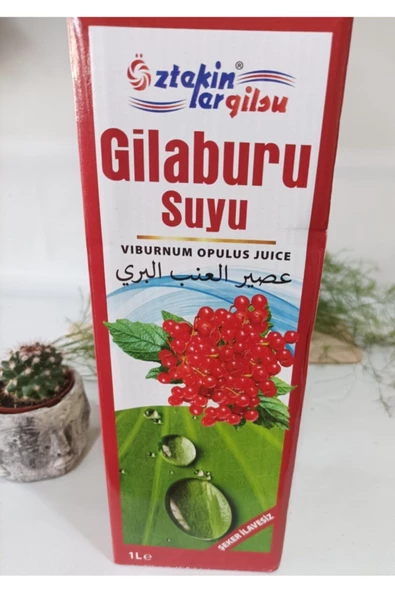 Öztekin®
lergilsu
Gilaburu
Suyu
VIBURNUM OPULUS JUICE
عصير العنب البري
ŞEKER İLAVESİZ
1L e